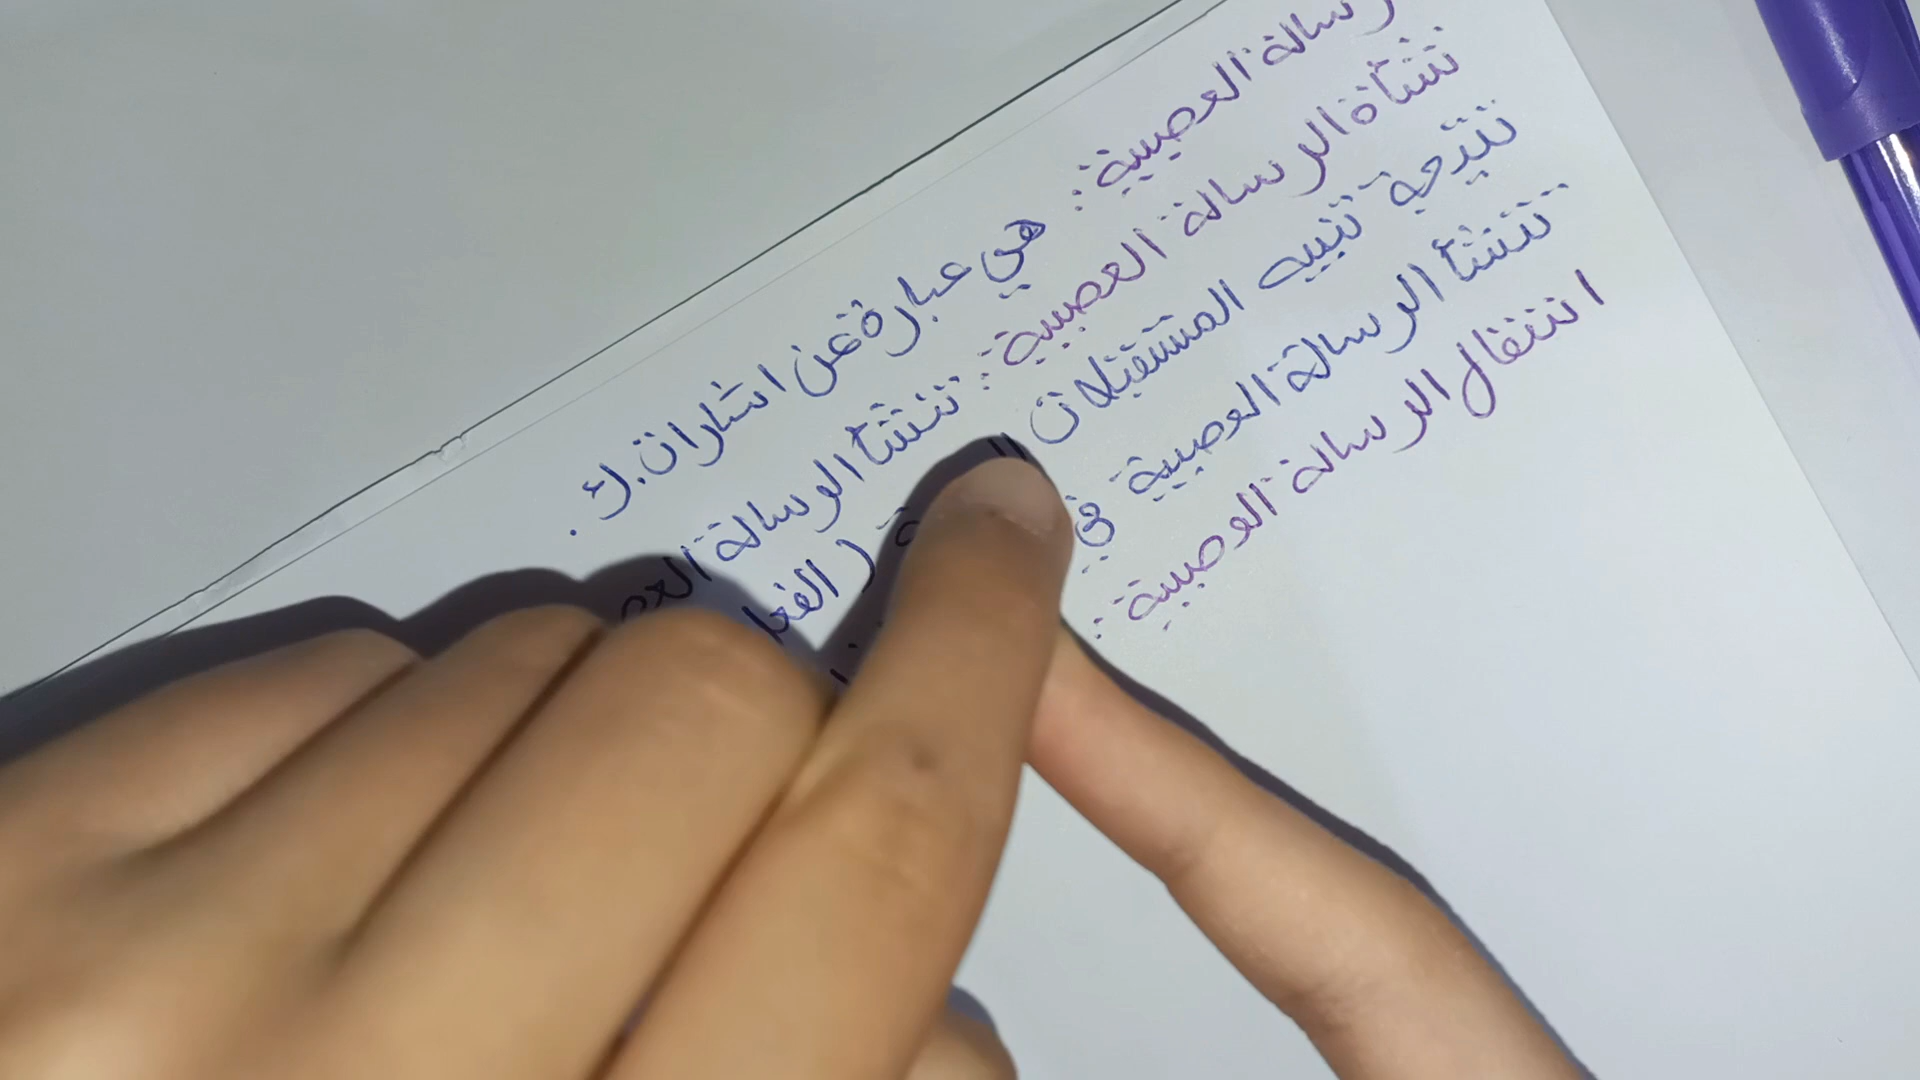 رسالة العصبية: هي عبارة عن اشارات. ك.
نشأة الرسالة العصبية: تنشأ الرسالة
نتيجة تنبيه المستقبلات
تنشأ الرسالة العصبية في
انتقال الرسالة العصبية: